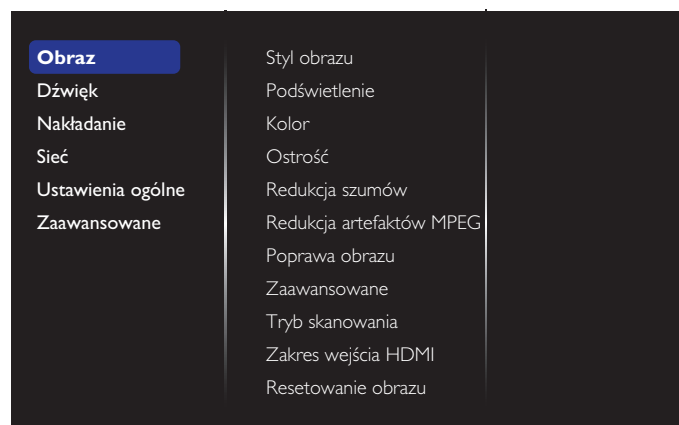 Obraz
Dźwięk
Nakładanie
Sieć
Ustawienia ogólne
Zaawansowane
Styl obrazu
Podświetlenie
Kolor
Ostrość
Redukcja szumów
Redukcja artefaktów MPEG
Poprawa obrazu
Zaawansowane
Tryb skanowania
Zakres wejścia HDMI
Resetowanie obrazu